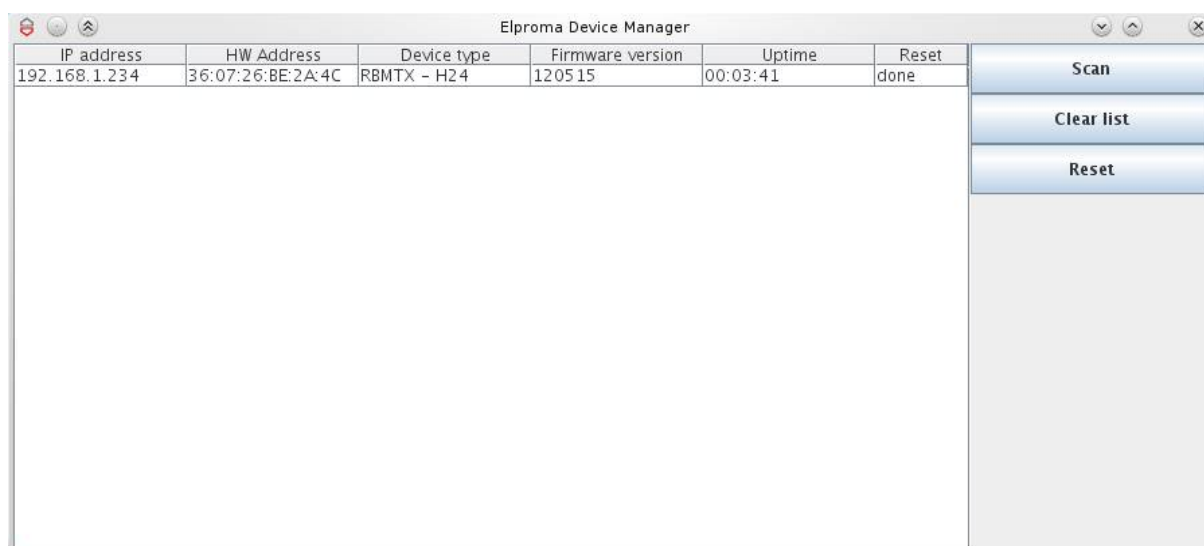 Elproma Device Manager
IP address HW Address Device type Firmware version Uptime Reset
192.168.1.234 36:07:26:BE:2A:4C RBMTX - H24 120515 00:03:41 done
Scan
Clear list
Reset